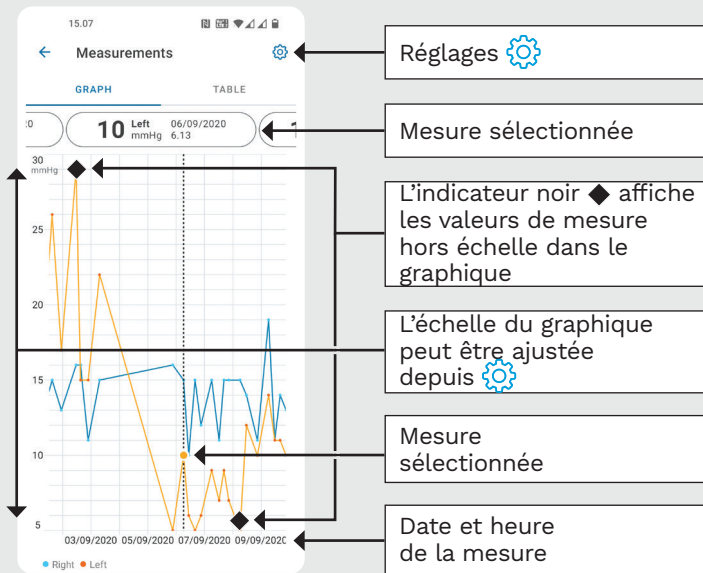 15.07
Measurements
GRAPH TABLE
10 Left mmHg 06/09/2020 6.13
30
mmHg
25
20
15
10
5
03/09/2020 05/09/2020 07/09/2020 09/09/2020
Right Left
Réglages
Mesure sélectionnée
L'indicateur noir ◆ affiche
les valeurs de mesure
hors échelle dans le
graphique
L'échelle du graphique
peut être ajustée
depuis
Mesure
sélectionnée
Date et heure
de la mesure